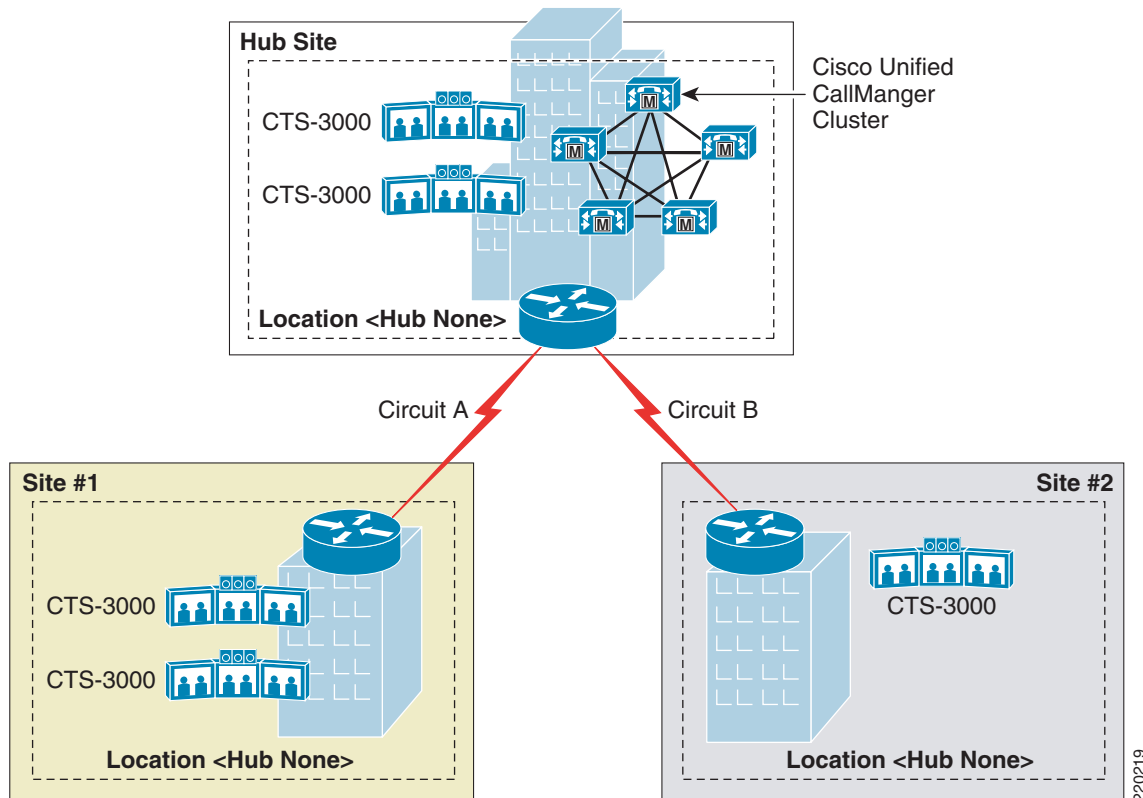 Hub Site
Cisco Unified
CallManger
Cluster
CTS-3000
M
M
M
CTS-3000
M
M
Location <Hub None>
Circuit A
Circuit B
Site #1
Site #2
CTS-3000
CTS-3000
CTS-3000
Location <Hub None>
Location <Hub None>
220219